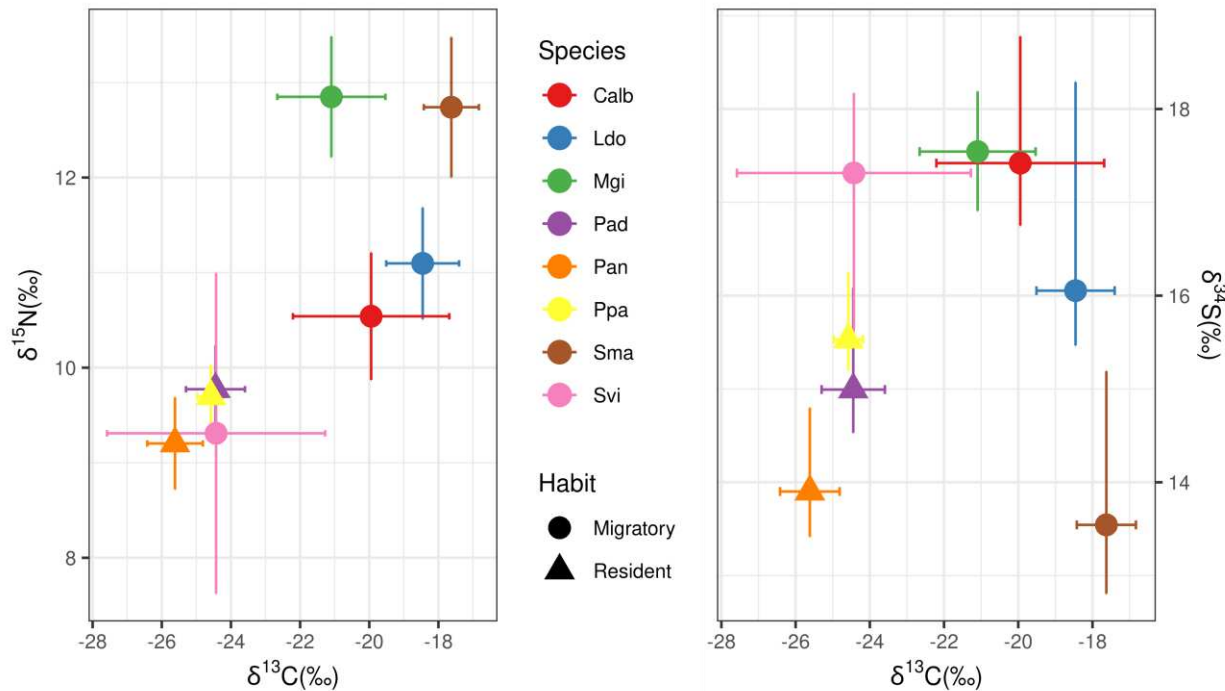 12
10
8
δ15N(‰)
-28
-26
-24
-22
-20
-18
δ13C(‰)
Species
Calb
Ldo
Mgi
Pad
Pan
Ppa
Sma
Svi
Habit
Migratory
Resident
18
16
14
δ34S(‰)
-28
-26
-24
-22
-20
-18
δ13C(‰)